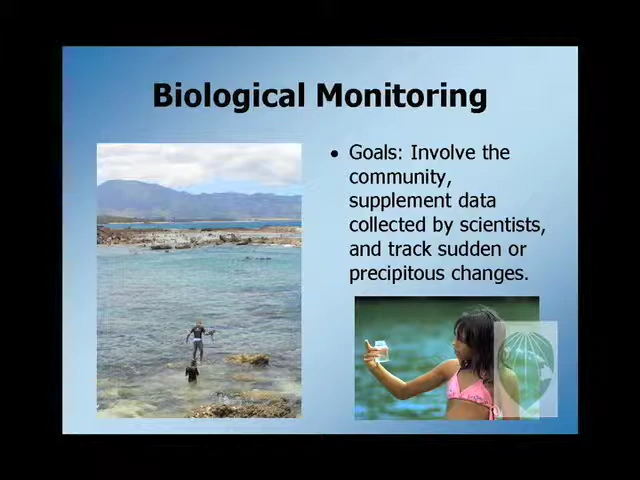 Biological Monitoring
• Goals: Involve the
community,
supplement data
collected by scientists,
and track sudden or
precipitous changes.